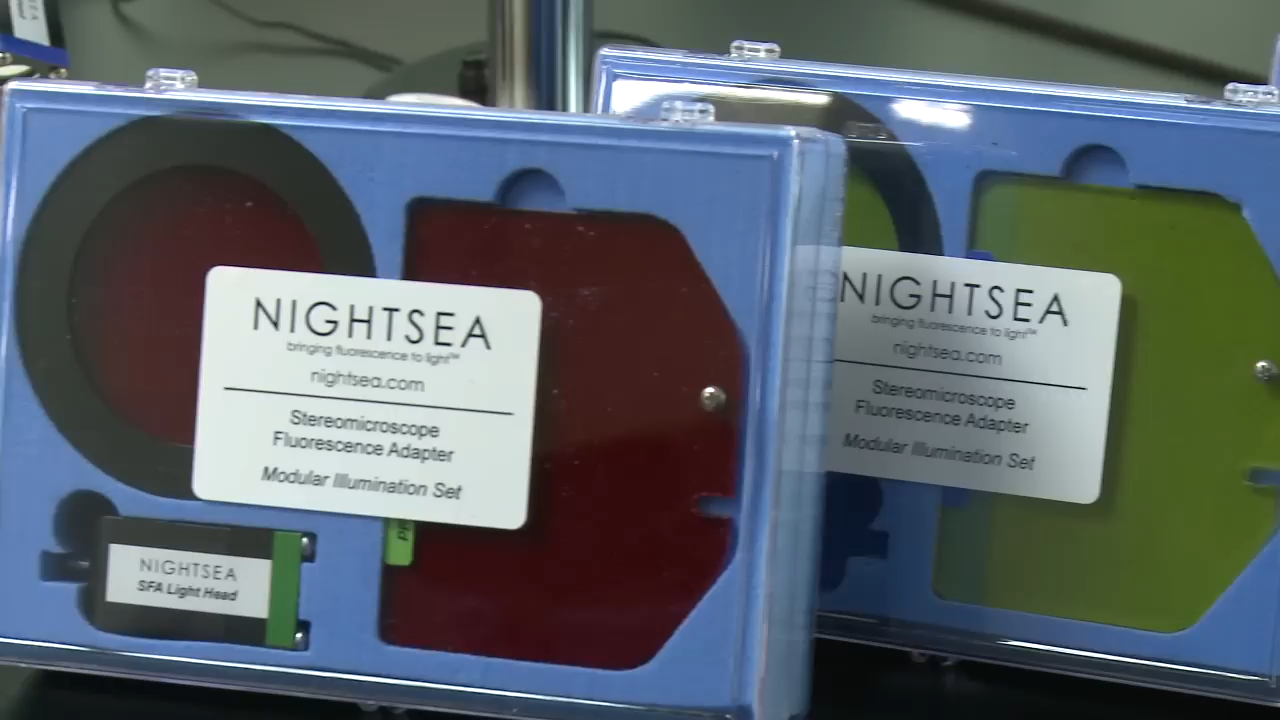 NIGHTSEA
bringing fluorescence to light™
nightsea.com
Stereomicroscope
Fluorescence Adapter
Modular Illumination Set
NIGHTSEA
SFA Light Head
NIGHTSEA
bringing fluorescence to light™
nightsea.com
Stereomicroscope
Fluorescence Adapter
Modular Illumination Set